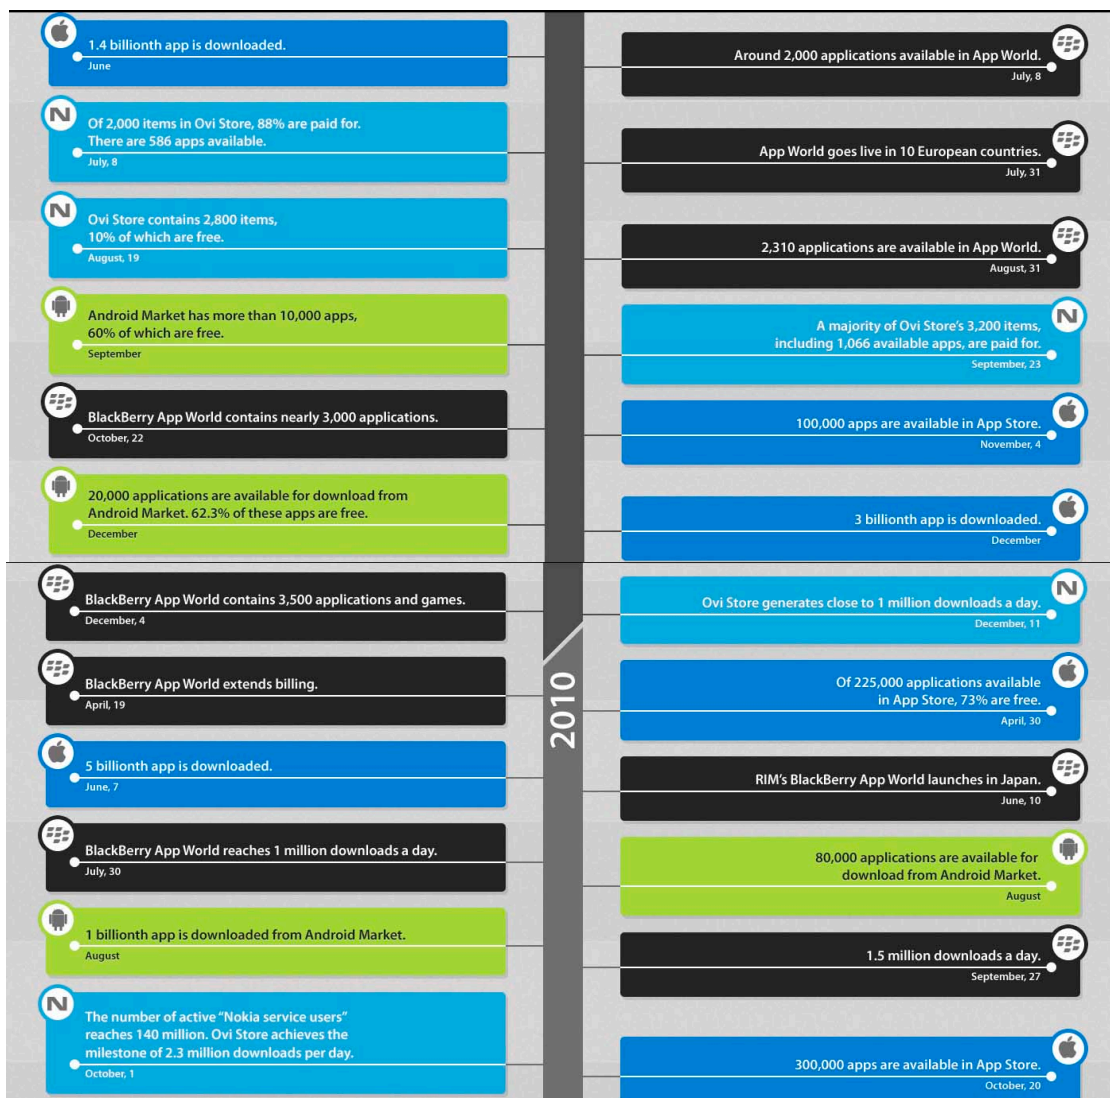 1.4 billionth app is downloaded.
June
Around 2,000 applications available in App World.
July, 8
Of 2,000 items in Ovi Store, 88% are paid for.
There are 586 apps available.
July, 8
App World goes live in 10 European countries.
July, 31
Ovi Store contains 2,800 items,
10% of which are free.
August, 19
2,310 applications are available in App World.
August, 31
Android Market has more than 10,000 apps,
60% of which are free.
September
A majority of Ovi Store's 3,200 items,
including 1,066 available apps, are paid for.
September, 23
BlackBerry App World contains nearly 3,000 applications.
October, 22
100,000 apps are available in App Store.
November, 4
20,000 applications are available for download from
Android Market. 62.3% of these apps are free.
December
3 billionth app is downloaded.
December
BlackBerry App World contains 3,500 applications and games.
December, 4
Ovi Store generates close to 1 million downloads a day.
December, 11
2010
BlackBerry App World extends billing.
April, 19
Of 225,000 applications available
in App Store, 73% are free.
April, 30
5 billionth app is downloaded.
June, 7
RIM's BlackBerry App World launches in Japan.
June, 10
BlackBerry App World reaches 1 million downloads a day.
July, 30
80,000 applications are available for
download from Android Market.
August
1 billionth app is downloaded from Android Market.
August
1.5 million downloads a day.
September, 27
The number of active “Nokia service users”
reaches 140 million. Ovi Store achieves the
milestone of 2.3 million downloads per day.
October, 1
300,000 apps are available in App Store.
October, 20